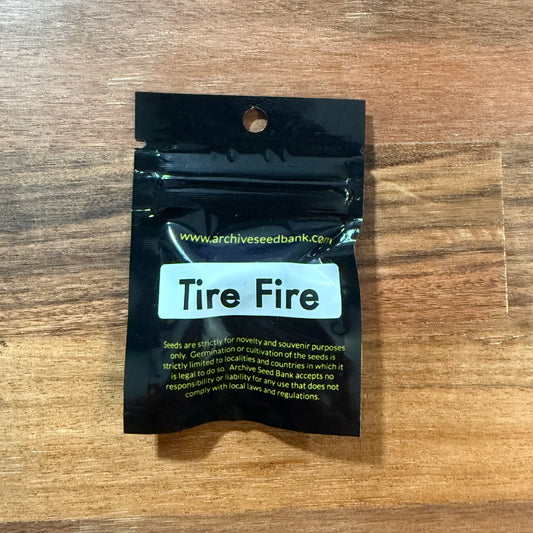 www.archiveseedbank.com
Tire Fire
Seeds are strictly for novelty and souvenir purposes
only. Germination or cultivation of the seeds is
strictly limited to localities and countries in which it
is legal to do so. Archive Seed Bank accepts no
responsibility or liability for any use that does not
comply with local laws and regulations.